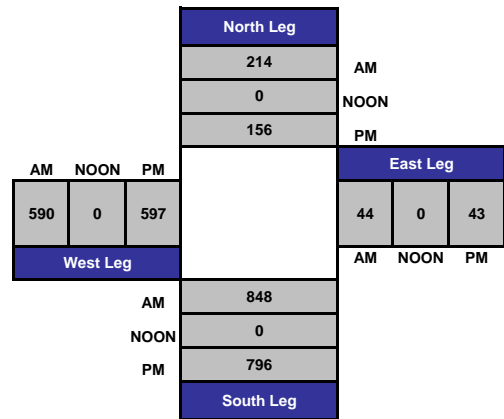 North Leg
214 AM
0 NOON
156 PM
AM NOON PM
East Leg
590 0 597
44 0 43
West Leg
AM NOON PM
AM 848
NOON 0
PM 796
South Leg